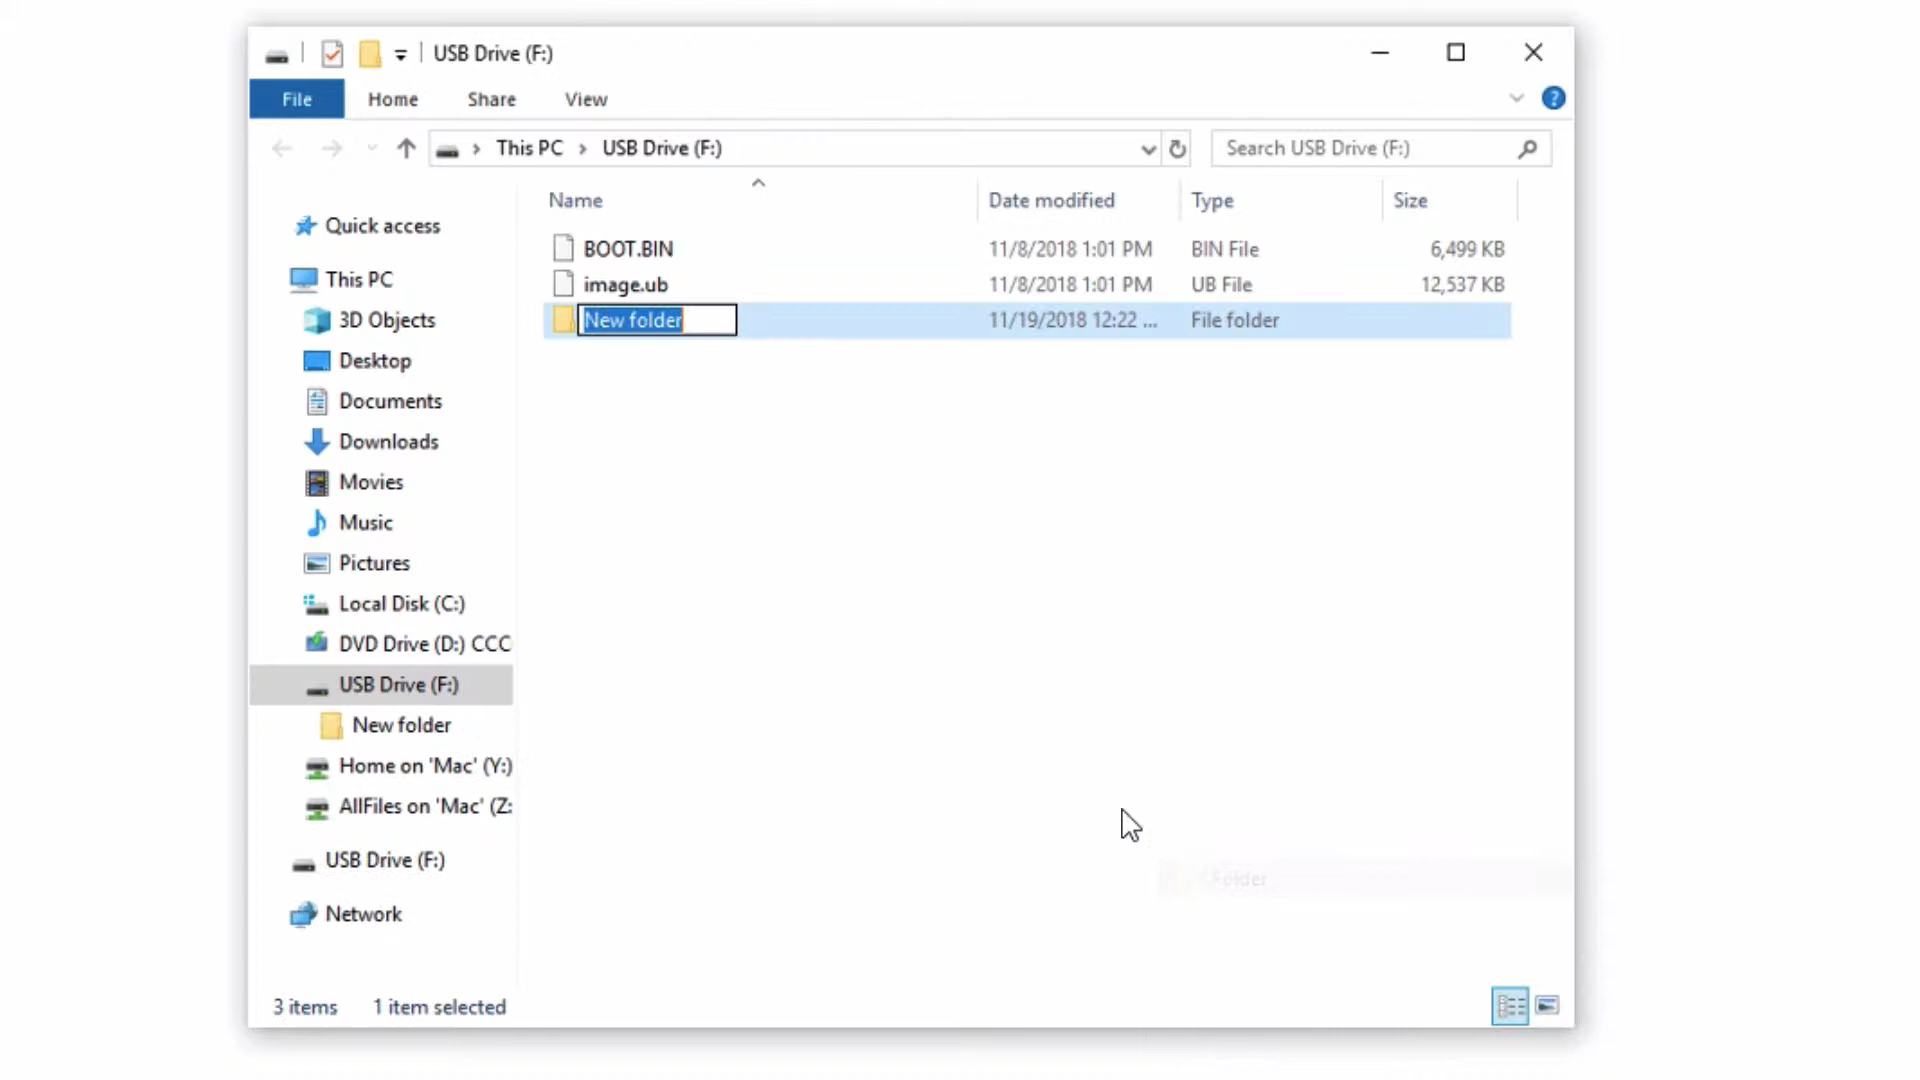 USB Drive (F:)
File Home Share View
This PC USB Drive (F:) Search USB Drive (F:)
Name Date modified Type Size
Quick access
This PC
3D Objects
Desktop
Documents
Downloads
Movies
Music
Pictures
Local Disk (C:)
DVD Drive (D:) CCC
USB Drive (F:)
New folder
Home on 'Mac' (Y:)
AllFiles on 'Mac' (Z:
USB Drive (F:)
Network
BOOT.BIN 11/8/2018 1:01 PM BIN File 6,499 KB
image.ub 11/8/2018 1:01 PM UB File 12,537 KB
New folder 11/19/2018 12:22 ... File folder
Folder
3 items 1 item selected